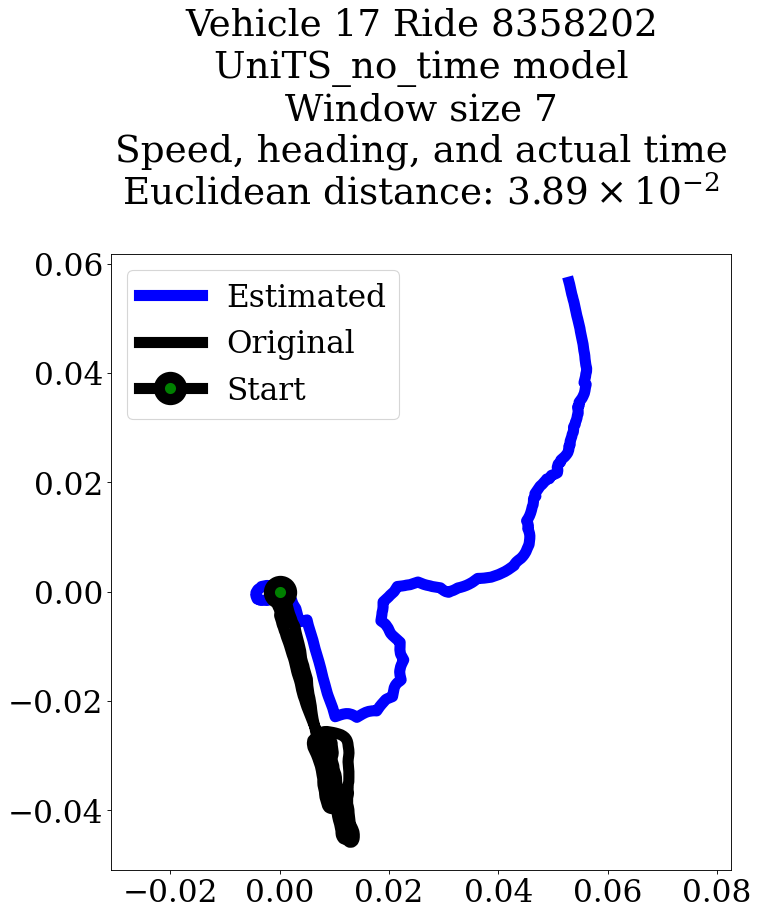 Vehicle 17 Ride 8358202
UniTS_no_time model
Window size 7
Speed, heading, and actual time
Euclidean distance: 3.89 × 10⁻²
0.06
0.04
0.02
0.00
−0.02
−0.04
Estimated
Original
Start
−0.02 0.00 0.02 0.04 0.06 0.08